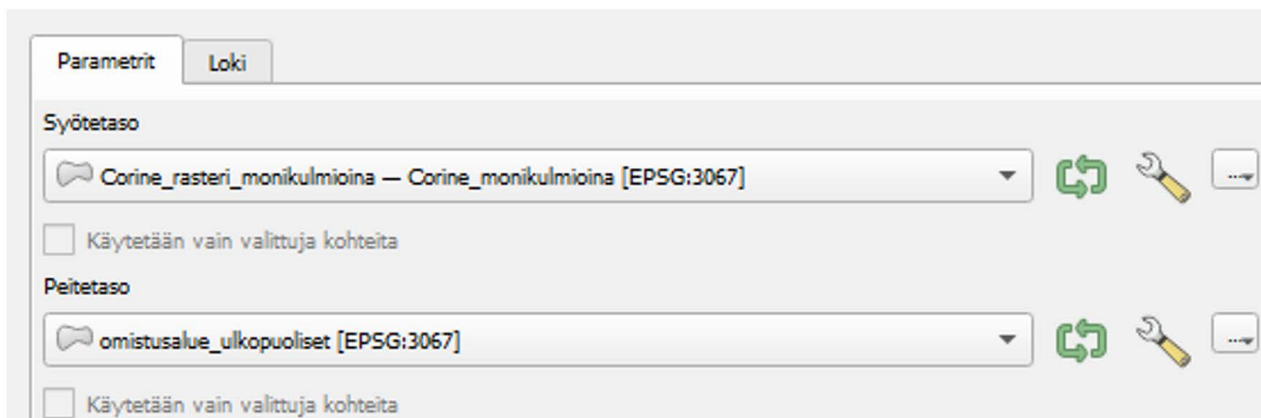 Parametrit Loki
Syötetaso
Corine_rasteri_monikulmioina — Corine_monikulmioina [EPSG:3067]
...
Käytetään vain valittuja kohteita
Peitetaso
omistusalue_ulkopuoliset [EPSG:3067]
...
Käytetään vain valittuja kohteita